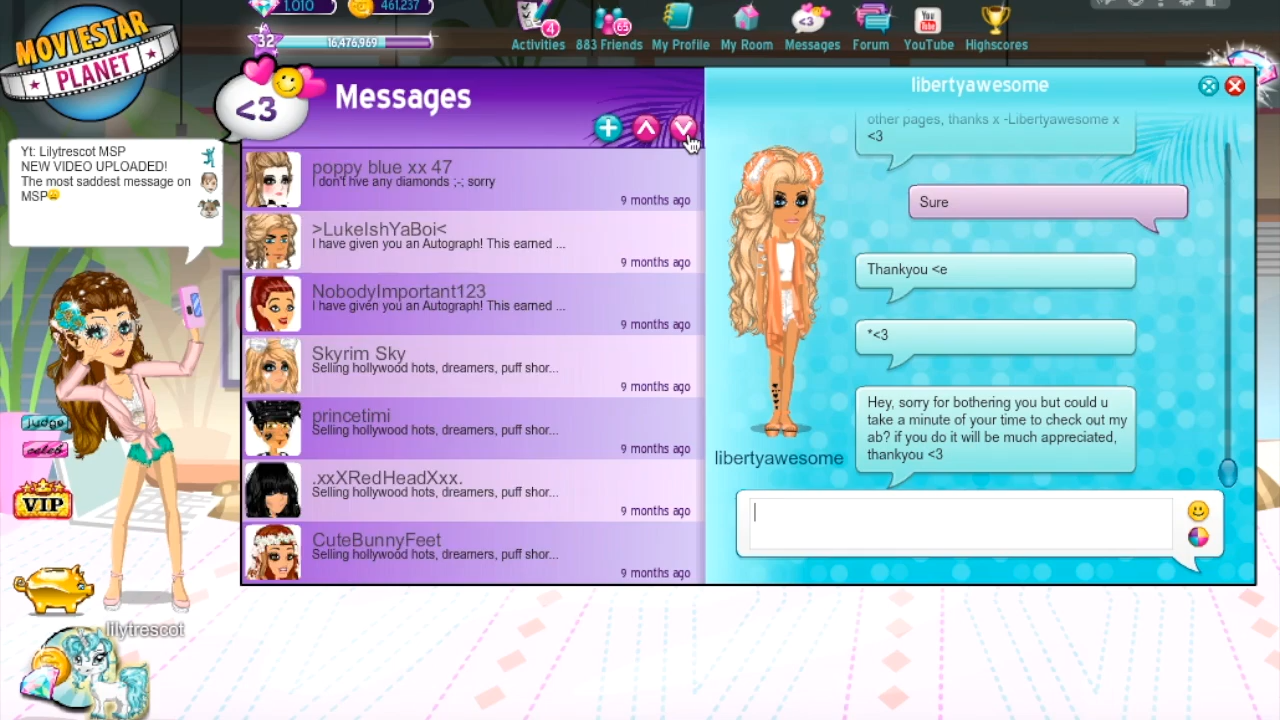 1,010
461,237
32
16,476,969
4
65
Activities
883 Friends
My Profile
My Room
<3
Messages
Forum
You
Tube
YouTube
Highscores
MOVIESTAR
PLANET
Yt: Lilytrescot MSP
NEW VIDEO UPLOADED!
The most saddest message on
MSP
judge
celeb
VIP
lilytrescot
<3
Messages
poppy blue xx 47
I don't hve any diamonds ;-; sorry
9 months ago
>LukeIshYaBoi<
I have given you an Autograph! This earned ...
9 months ago
NobodyImportant123
I have given you an Autograph! This earned ...
9 months ago
Skyrim Sky
Selling hollywood hots, dreamers, puff shor...
9 months ago
princetimi
Selling hollywood hots, dreamers, puff shor...
9 months ago
.xxXRedHeadXxx.
Selling hollywood hots, dreamers, puff shor...
9 months ago
CuteBunnyFeet
Selling hollywood hots, dreamers, puff shor...
9 months ago
libertyawesome
other pages, thanks x -Libertyawesome x
<3
Sure
Thankyou <e
*<3
Hey, sorry for bothering you but could u
take a minute of your time to check out my
ab? if you do it will be much appreciated,
thankyou <3
libertyawesome